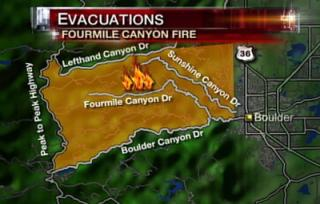 EVACUATIONS
FOURMILE CANYON FIRE
Lefthand Canyon Dr
36
Sunshine Canyon Dr
Peak to Peak Highway
Fourmile Canyon Dr
Boulder
Boulder Canyon Dr